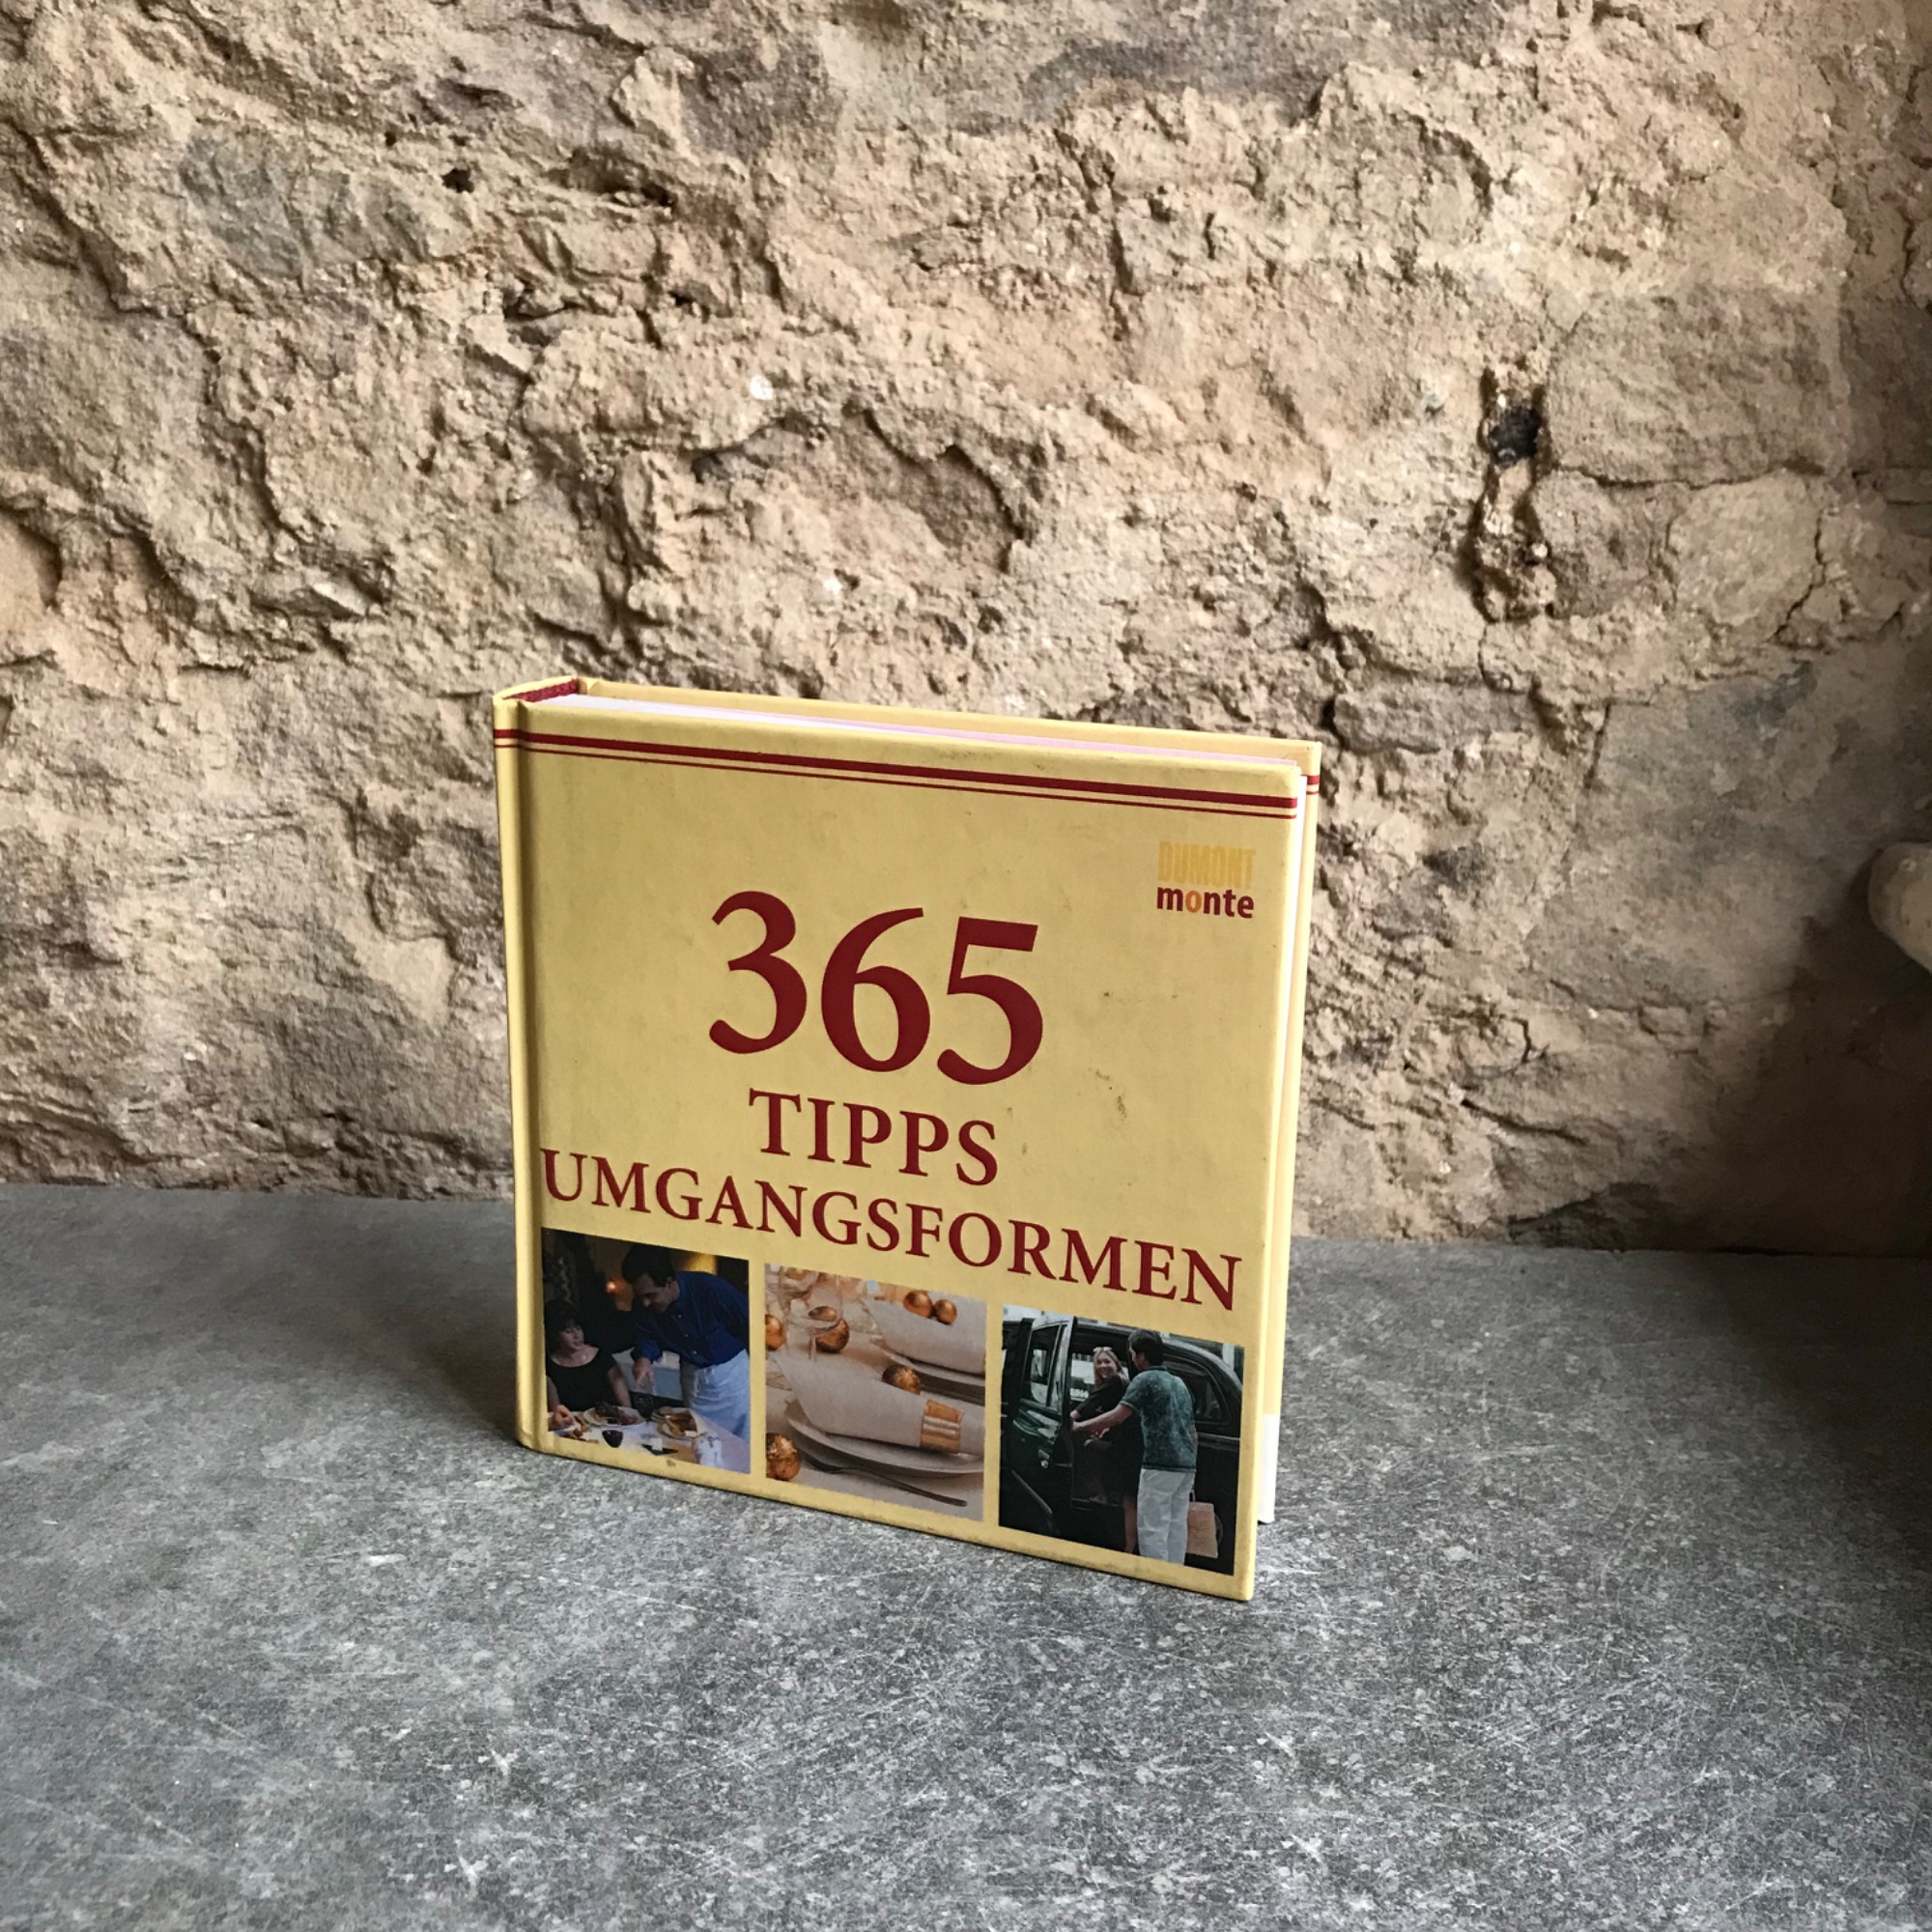 DUMONT
monte
365
TIPPS
UMGANGSFORMEN